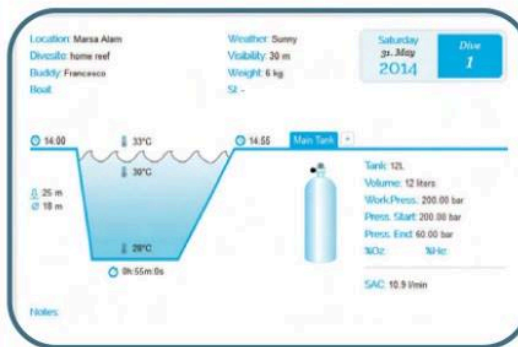 Location: Marsa Alam
Divesite: home reef
Buddy: Francesco
Boat:
Weather: Sunny
Visibility: 30 m
Weight: 6 kg
SI: -
Saturday
31. May
2014
Dive
1
14:00
33°C
14:55
30°C
25 m
Ø 18 m
28°C
0h:55m:0s
Main Tank +
Tank: 12L
Volume: 12 liters
Work.Press.: 200.00 bar
Press. Start: 200.00 bar
Press. End: 60.00 bar
%O2: %He:
SAC: 10.9 l/min
Notes: